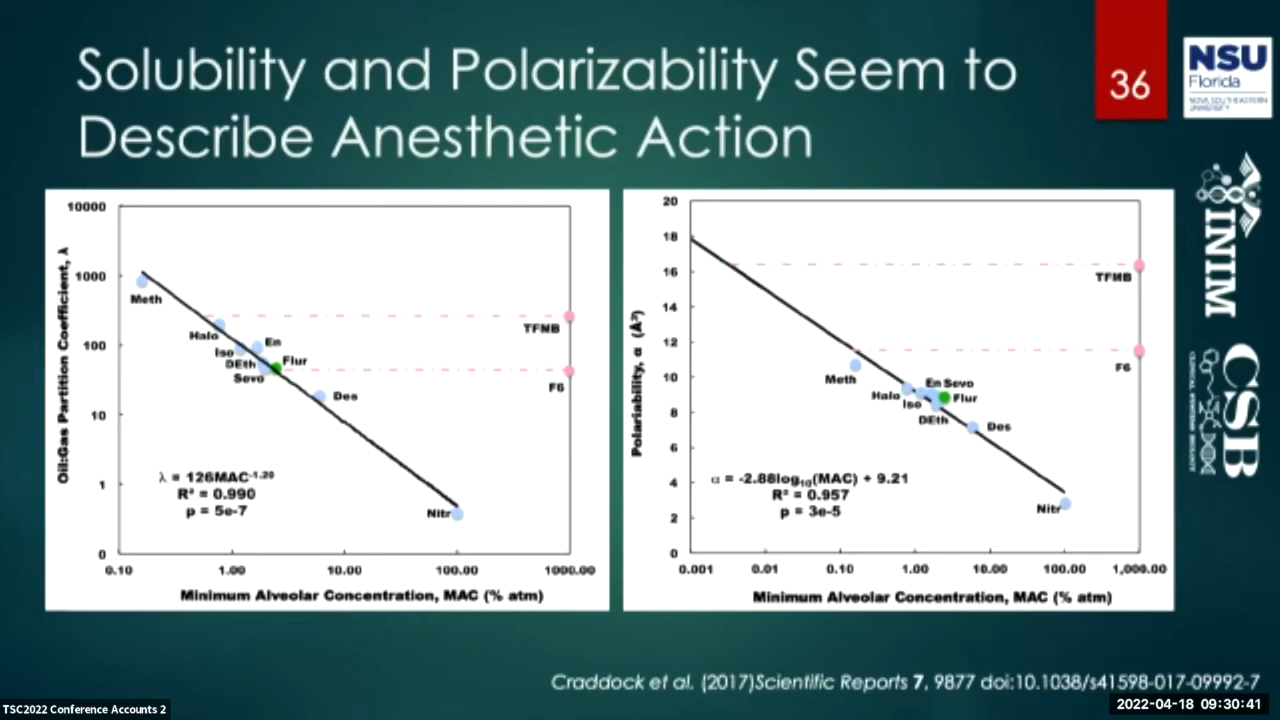 Solubility and Polarizability Seem to
Describe Anesthetic Action
36
NSU
Florida
NOVA SOUTHEASTERN
UNIVERSITY
INIM
CSB
10000
1000
100
10
1
0
Oil:Gas Partition Coefficient, λ
Meth
Halo
Iso
En
DEth
Flur
Sevo
Des
Nitr
TFMB
F6
λ = 126MAC⁻¹·²⁰
R² = 0.990
p = 5e-7
0.10
1.00
10.00
100.00
1000.00
Minimum Alveolar Concentration, MAC (% atm)
20
18
16
14
12
10
8
6
4
2
0
Polariability, α (Å³)
TFMB
F6
Meth
Halo
En
Sevo
Iso
Flur
DEth
Des
Nitr
α = -2.88log₁₀(MAC) + 9.21
R² = 0.957
p = 3e-5
0.001
0.01
0.10
1.00
10.00
100.00
1,000.00
Minimum Alveolar Concentration, MAC (% atm)
Craddock et al. (2017)Scientific Reports 7, 9877 doi:10.1038/s41598-017-09992-7
TSC2022 Conference Accounts 2
2022-04-18 09:30:41